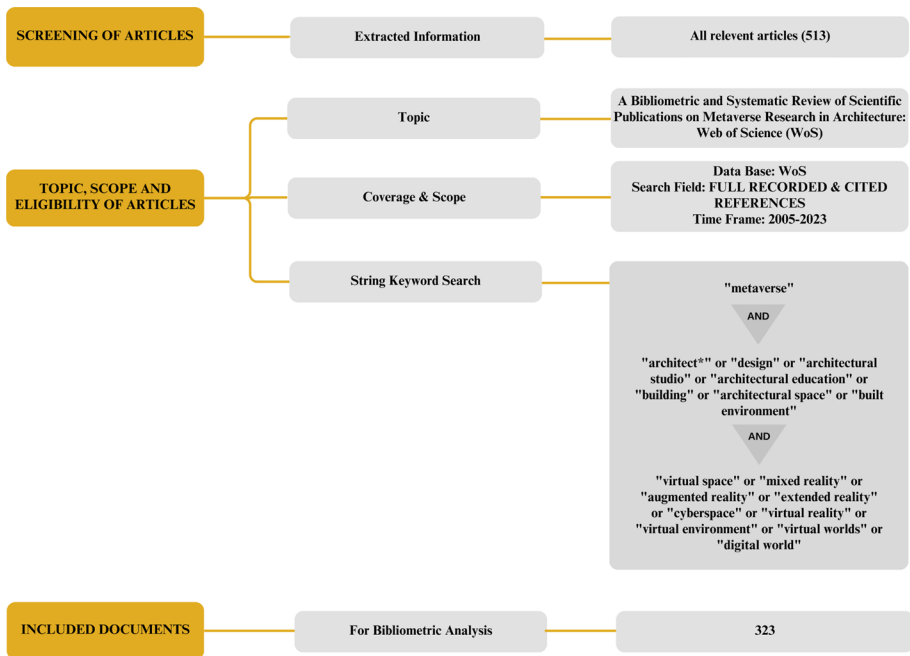 SCREENING OF ARTICLES
Extracted Information
All relevent articles (513)
Topic
A Bibliometric and Systematic Review of Scientific
Publications on Metaverse Research in Architecture:
Web of Science (WoS)
TOPIC, SCOPE AND
ELIGIBILITY OF ARTICLES
Coverage & Scope
Data Base: WoS
Search Field: FULL RECORDED & CITED
REFERENCES
Time Frame: 2005-2023
String Keyword Search
"metaverse"
AND
"architect*" or "design" or "architectural
studio" or "architectural education" or
"building" or "architectural space" or "built
environment"
AND
"virtual space" or "mixed reality" or
"augmented reality" or "extended reality"
or "cyberspace" or "virtual reality" or
"virtual environment" or "virtual worlds" or
"digital world"
INCLUDED DOCUMENTS
For Bibliometric Analysis
323